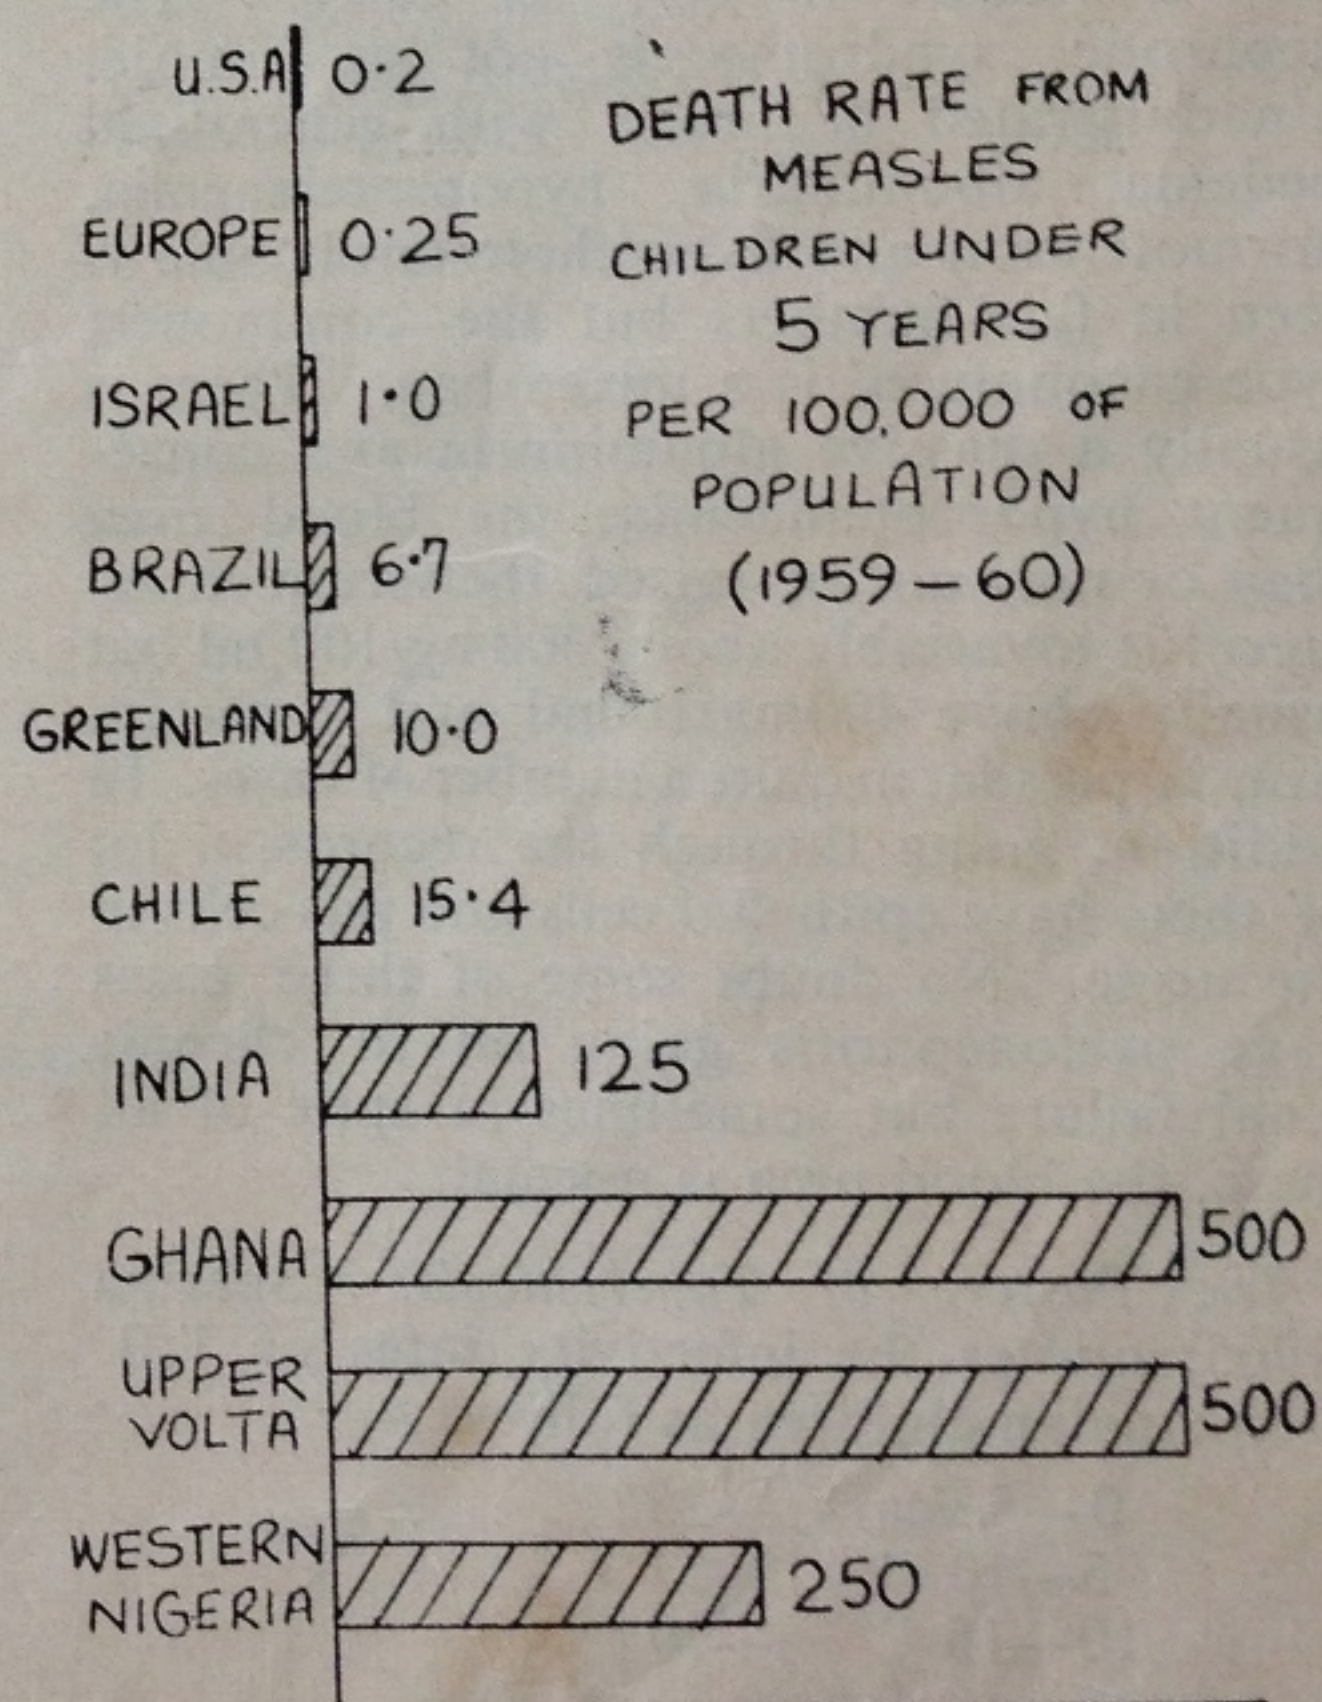 U.S.A 0·2
EUROPE 0·25
ISRAEL 1·0
BRAZIL 6·7
GREENLAND 10·0
CHILE 15·4
INDIA 125
GHANA 500
UPPER
VOLTA 500
WESTERN
NIGERIA 250
DEATH RATE FROM
MEASLES
CHILDREN UNDER
5 YEARS
PER 100,000 OF
POPULATION
(1959 – 60)